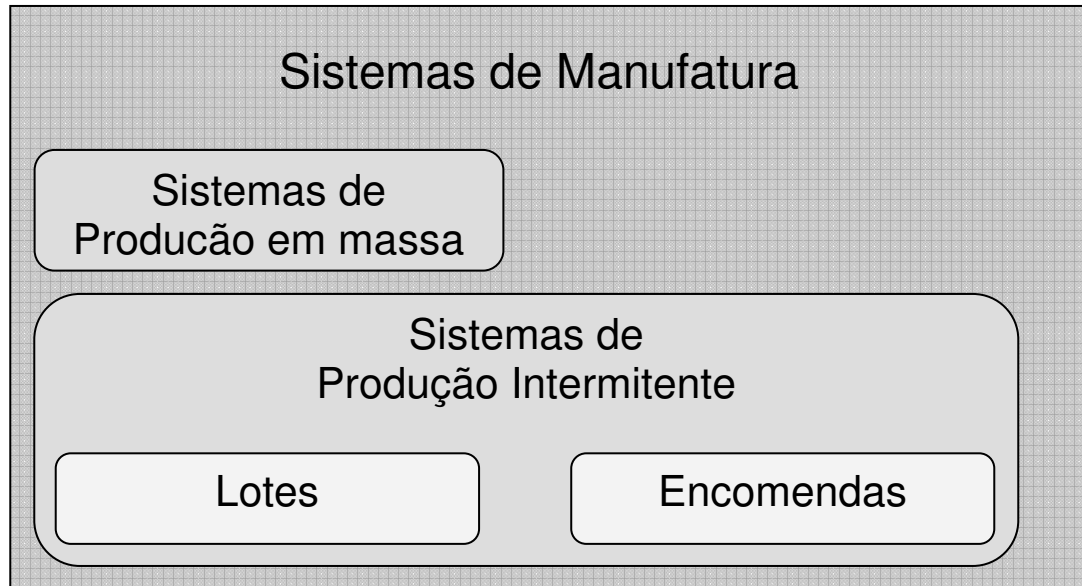 Sistemas de Manufatura
Sistemas de
Producão em massa
Sistemas de
Produção Intermitente
Lotes
Encomendas